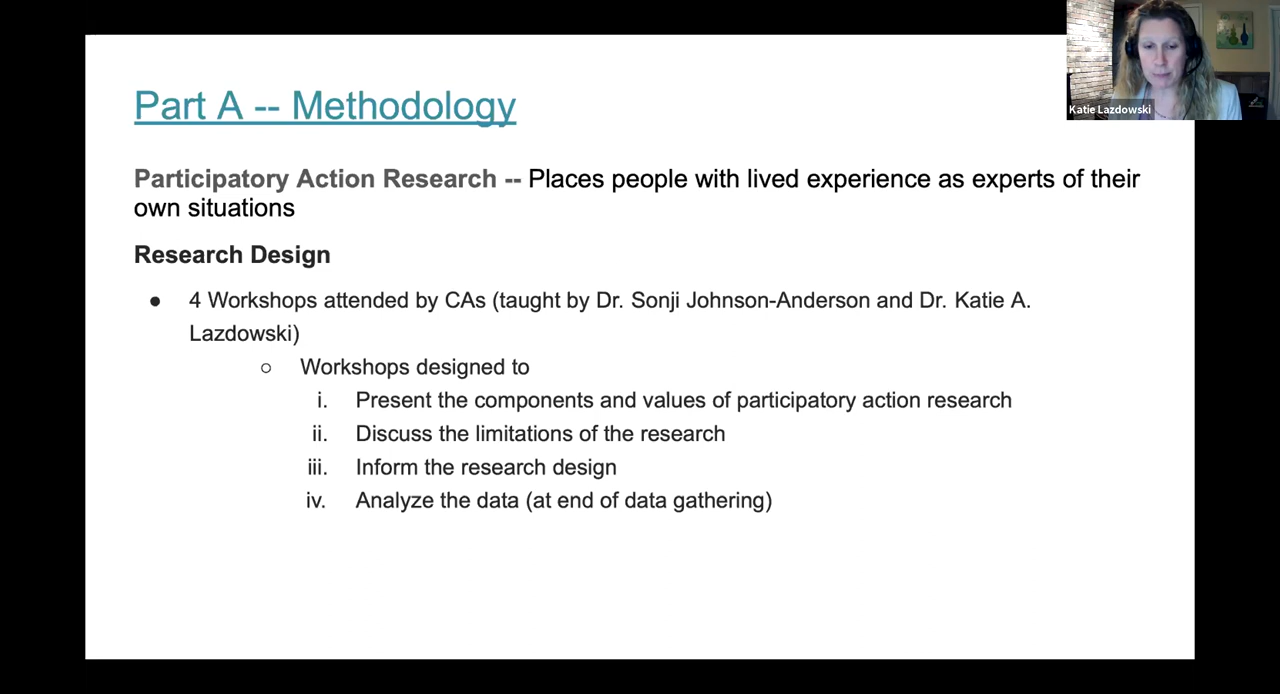 Part A -- Methodology
Katie Lazdowski
Participatory Action Research -- Places people with lived experience as experts of their
own situations
Research Design
● 4 Workshops attended by CAs (taught by Dr. Sonji Johnson-Anderson and Dr. Katie A.
Lazdowski)
○ Workshops designed to
i. Present the components and values of participatory action research
ii. Discuss the limitations of the research
iii. Inform the research design
iv. Analyze the data (at end of data gathering)